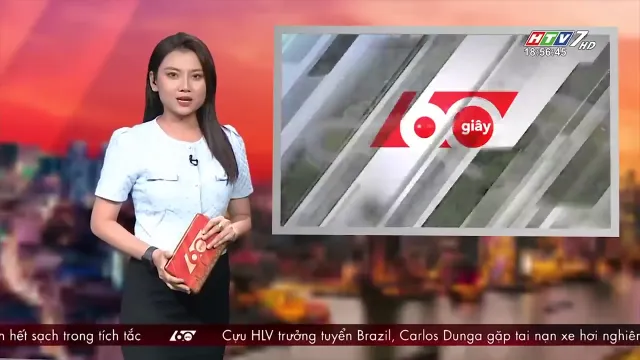 HTV7 HD
18:56:45
60 giây
60
n hết sạch trong tích tắc 60 Cựu HLV trưởng tuyển Brazil, Carlos Dunga gặp tai nạn xe hơi nghiêm